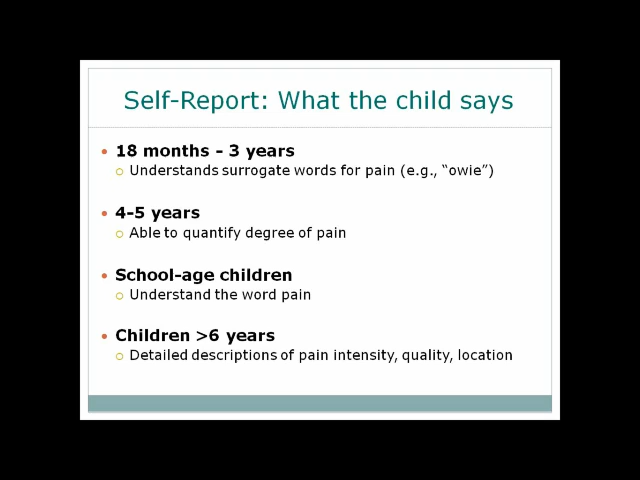 Self-Report: What the child says
• 18 months - 3 years
○ Understands surrogate words for pain (e.g., “owie”)
• 4-5 years
○ Able to quantify degree of pain
• School-age children
○ Understand the word pain
• Children >6 years
○ Detailed descriptions of pain intensity, quality, location